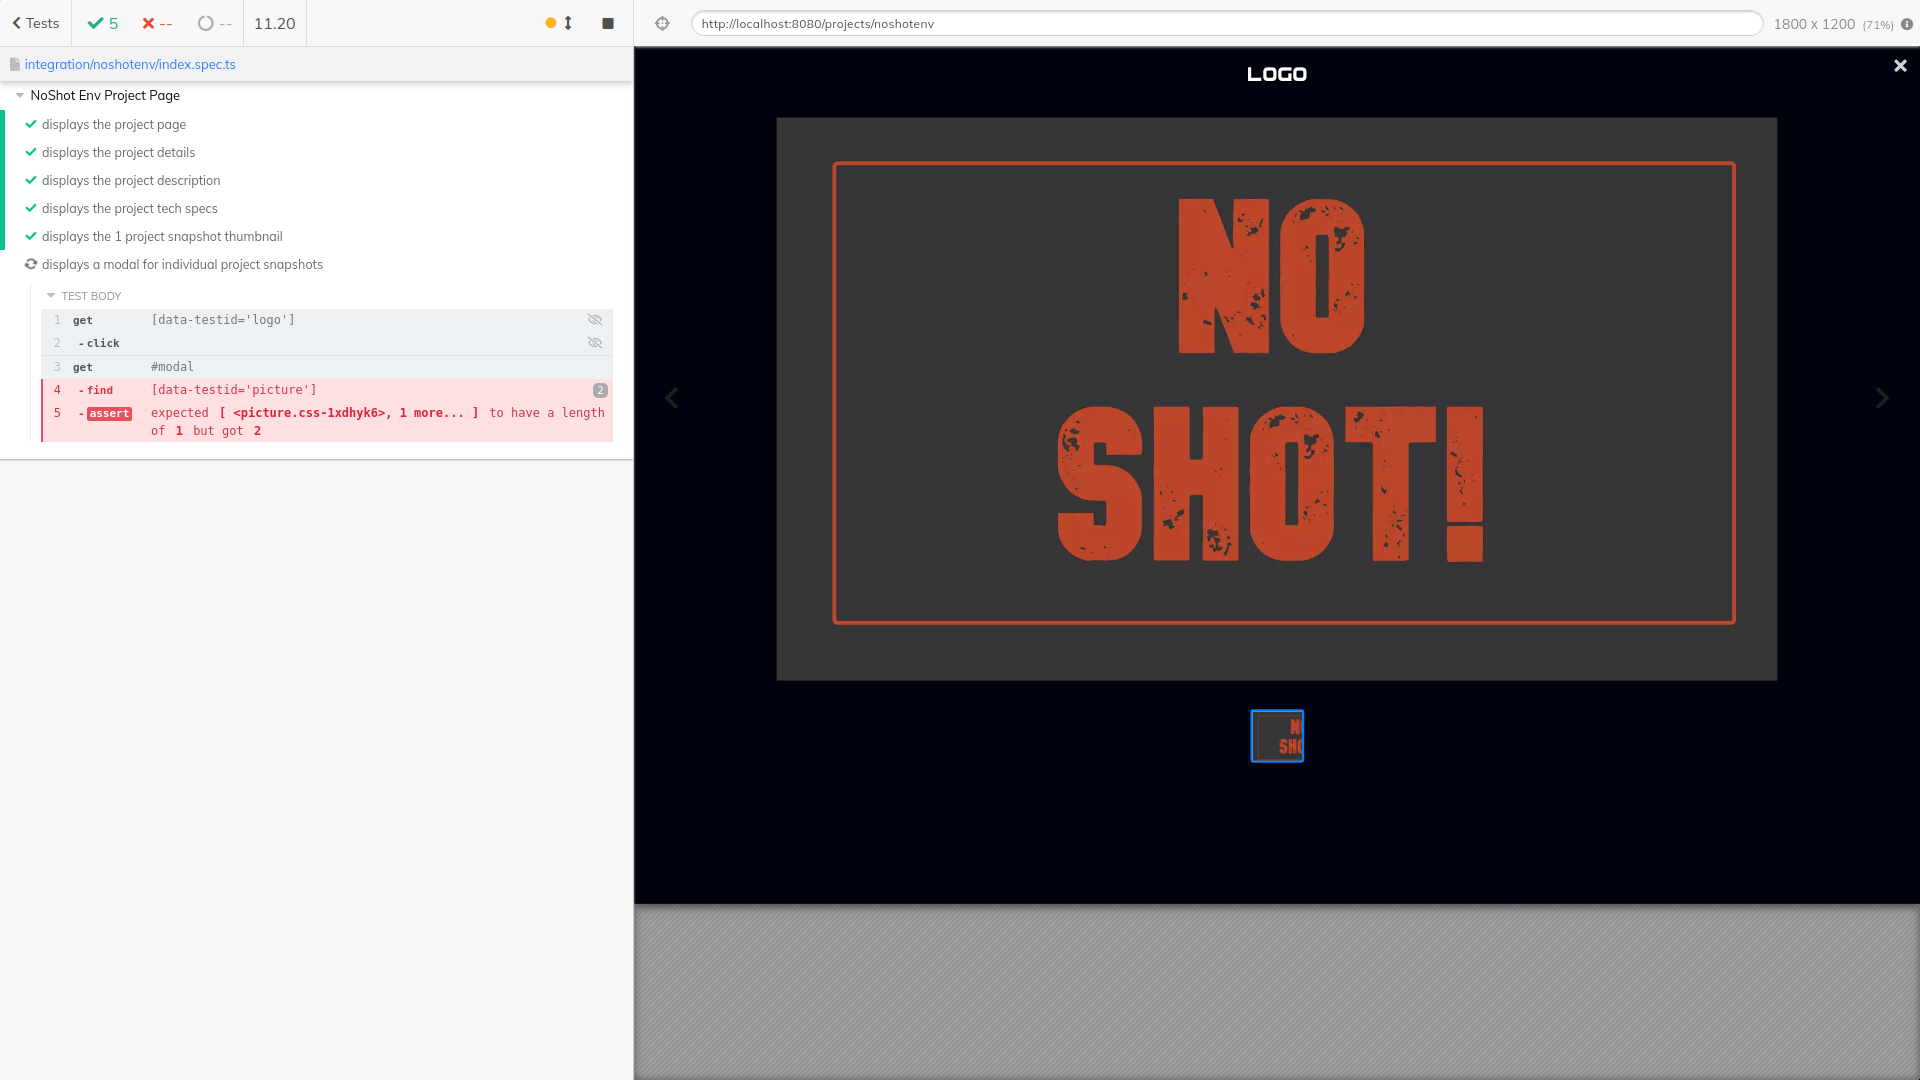 Tests
5
--
--
11.20
http://localhost:8080/projects/noshotenv
1800 x 1200 (71%)
integration/noshotenv/index.spec.ts
NoShot Env Project Page
displays the project page
displays the project details
displays the project description
displays the project tech specs
displays the 1 project snapshot thumbnail
displays a modal for individual project snapshots
TEST BODY
1 get [data-testid='logo']
2 -click
3 get #modal
4 -find [data-testid='picture'] 2
5 -assert expected [ <picture.css-1xdhyk6>, 1 more... ] to have a length
of 1 but got 2
LOGO
NO
SHOT!
NO
SHO